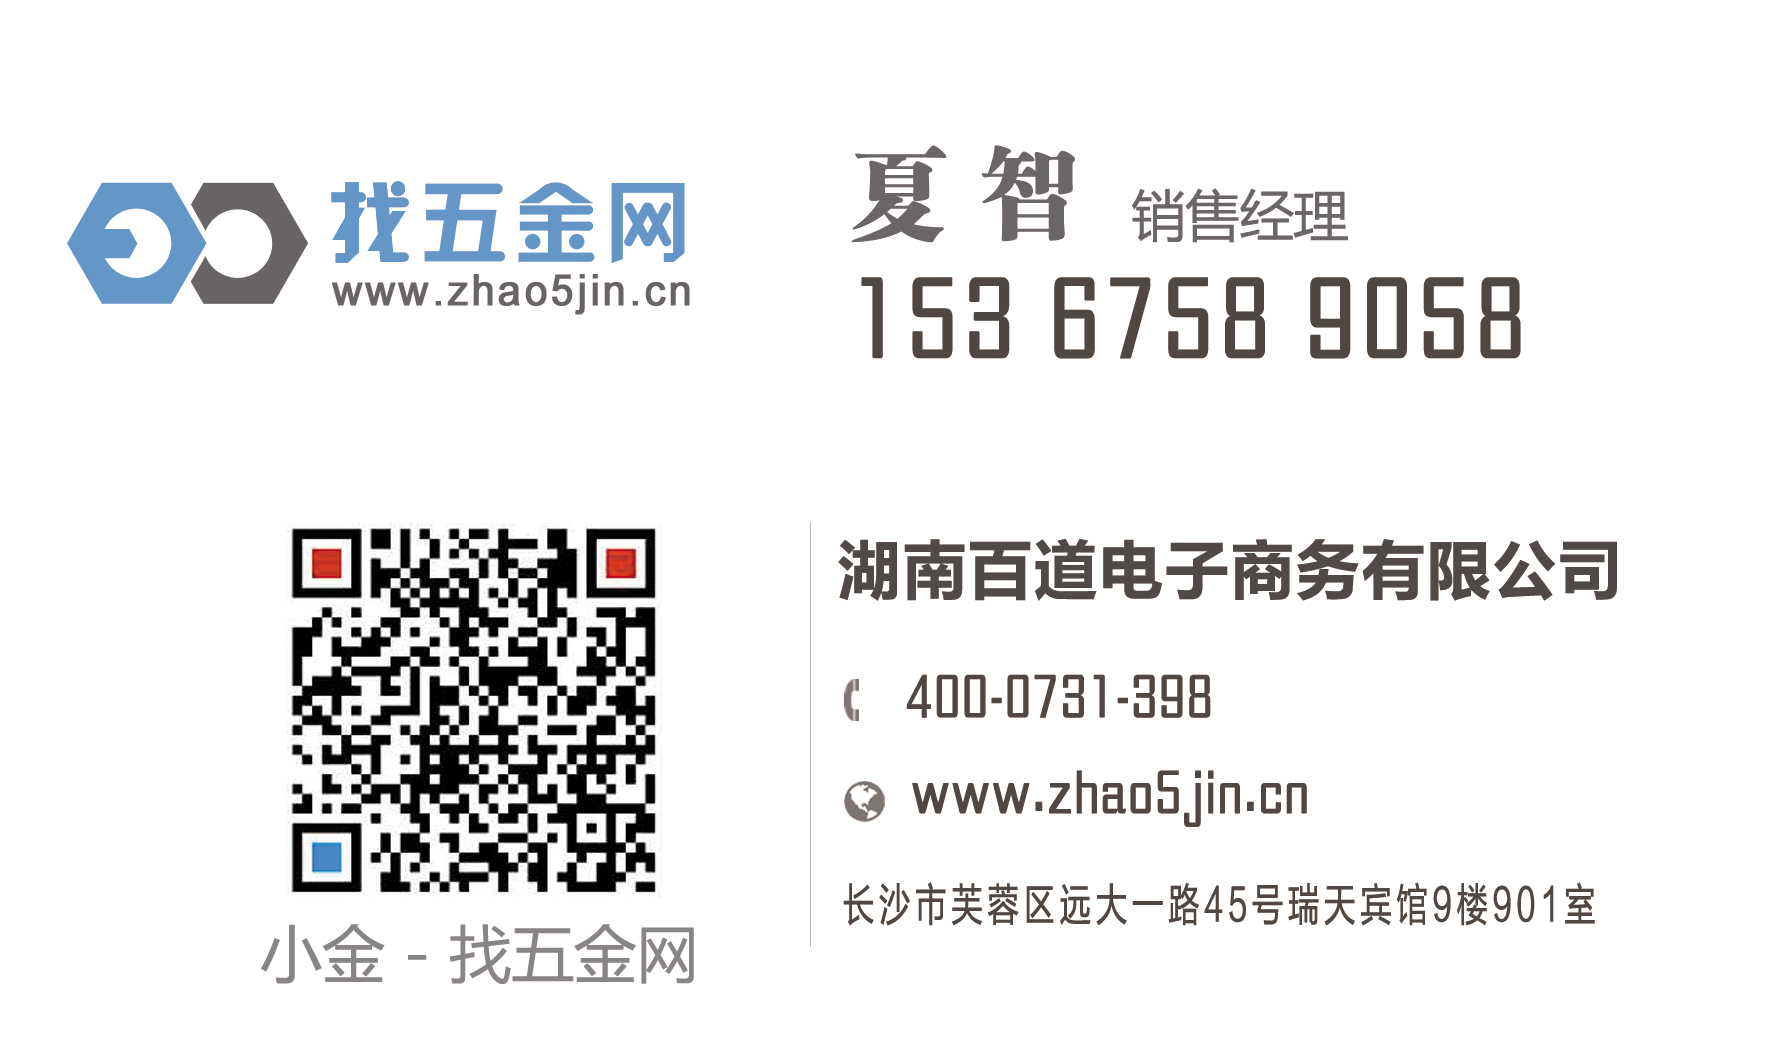 找五金网
www.zhao5jin.cn
夏智 销售经理
153 6758 9058
小金 - 找五金网
湖南百道电子商务有限公司
400-0731-398
www.zhao5jin.cn
长沙市芙蓉区远大一路45号瑞天宾馆9楼901室